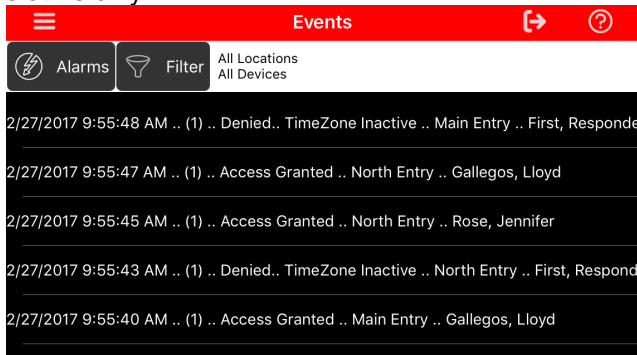 Events
Alarms
Filter
All Locations
All Devices
2/27/2017 9:55:48 AM .. (1) .. Denied.. TimeZone Inactive .. Main Entry .. First, Responde
2/27/2017 9:55:47 AM .. (1) .. Access Granted .. North Entry .. Gallegos, Lloyd
2/27/2017 9:55:45 AM .. (1) .. Access Granted .. North Entry .. Rose, Jennifer
2/27/2017 9:55:43 AM .. (1) .. Denied.. TimeZone Inactive .. North Entry .. First, Respond
2/27/2017 9:55:40 AM .. (1) .. Access Granted .. Main Entry .. Gallegos, Lloyd